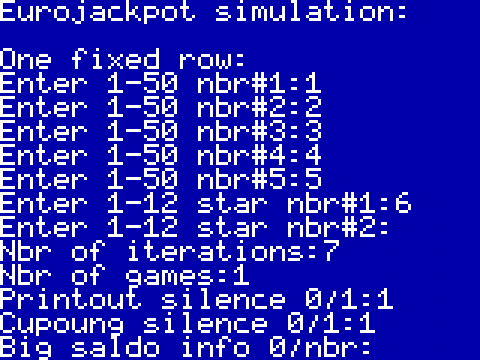 Eurojackpot simulation:
One fixed row:
Enter 1-50 nbr#1:1
Enter 1-50 nbr#2:2
Enter 1-50 nbr#3:3
Enter 1-50 nbr#4:4
Enter 1-50 nbr#5:5
Enter 1-12 star nbr#1:6
Enter 1-12 star nbr#2:
Nbr of iterations:7
Nbr of games:1
Printout silence 0/1:1
Cupoung silence 0/1:1
Big saldo info 0/nbr: